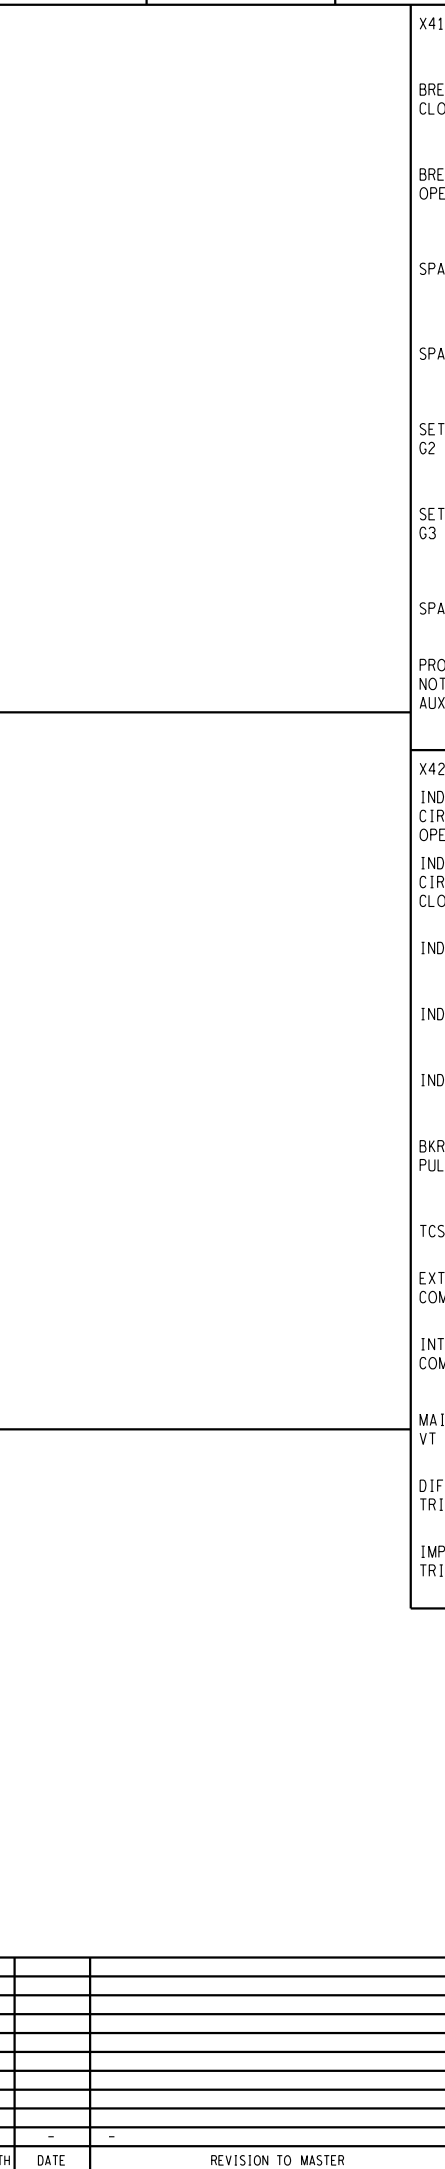 X41
BRE
CLO
BRE
OPE
SPA
SPA
SET
G2
SET
G3
SPA
PRO
NOT
AUX
X42
IND
CIR
OPE
IND
CIR
CLO
IND
IND
IND
BKR
PUL
TCS
EXT
COM
INT
COM
MAI
VT
DIF
TRI
IMP
TRI
- -
TH DATE REVISION TO MASTER